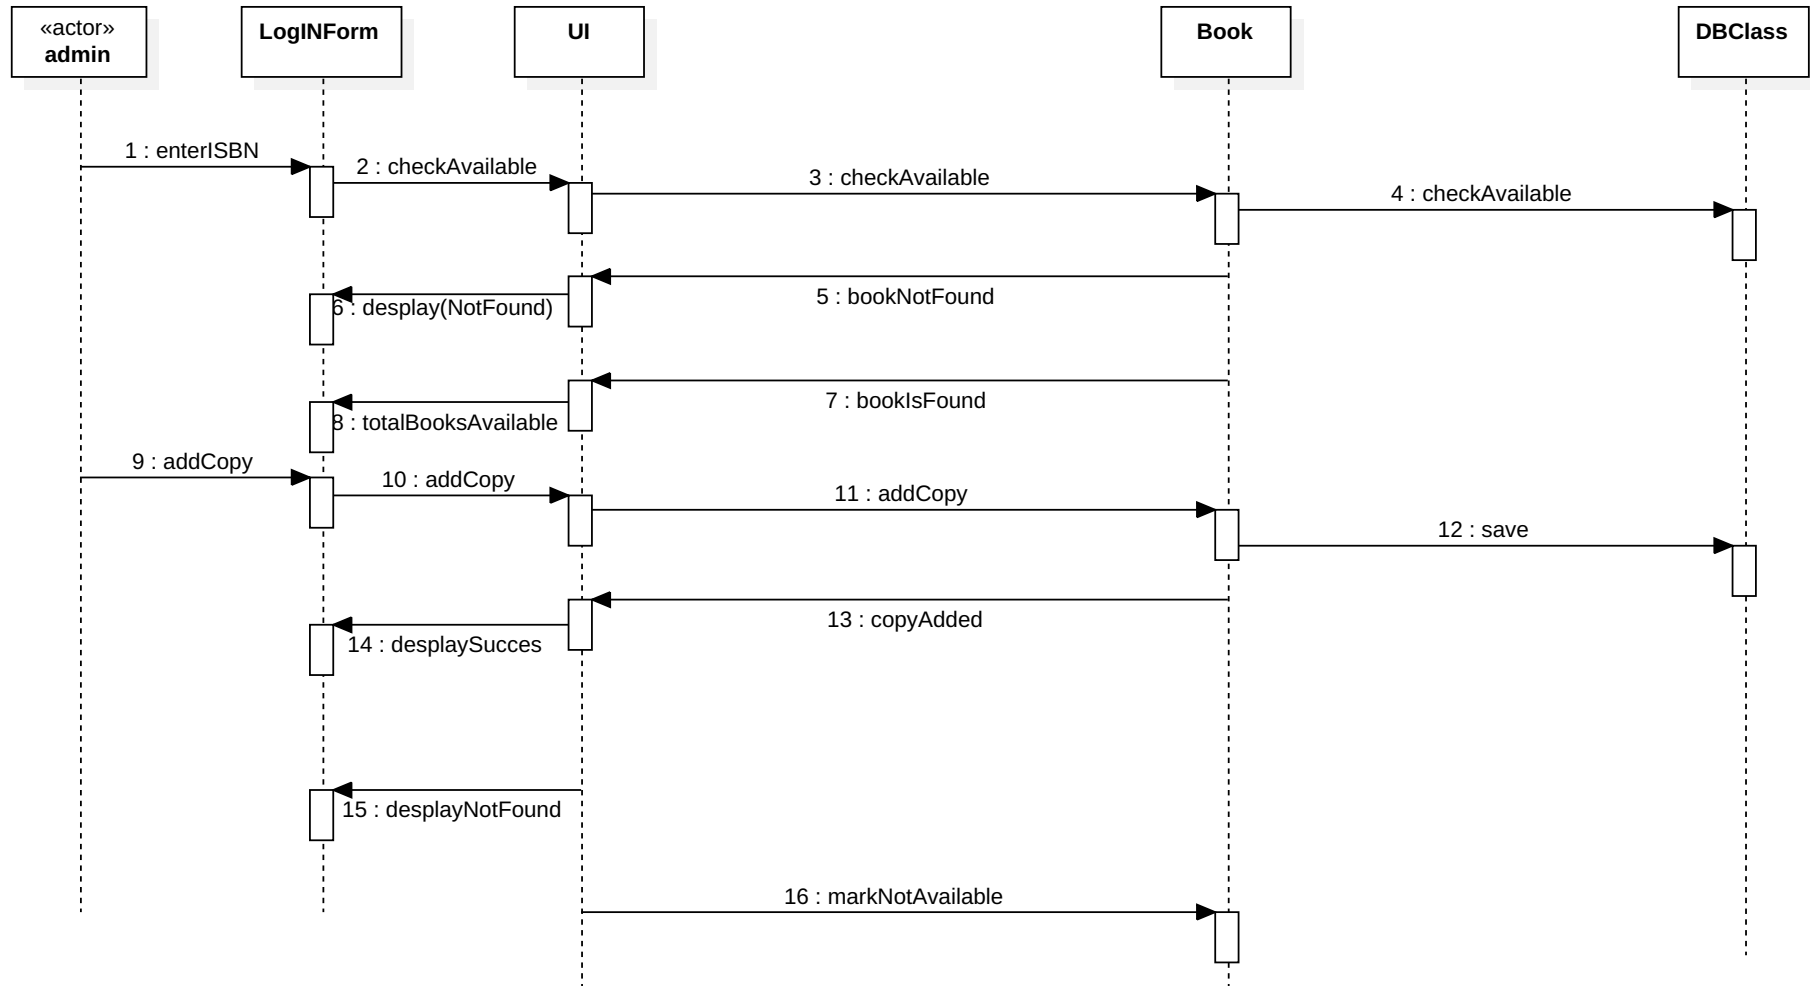 «actor»
admin
LogINForm
UI
Book
DBClass
1 : enterISBN
2 : checkAvailable
3 : checkAvailable
4 : checkAvailable
5 : bookNotFound
6 : desplay(NotFound)
7 : bookIsFound
8 : totalBooksAvailable
9 : addCopy
10 : addCopy
11 : addCopy
12 : save
13 : copyAdded
14 : desplaySucces
15 : desplayNotFound
16 : markNotAvailable